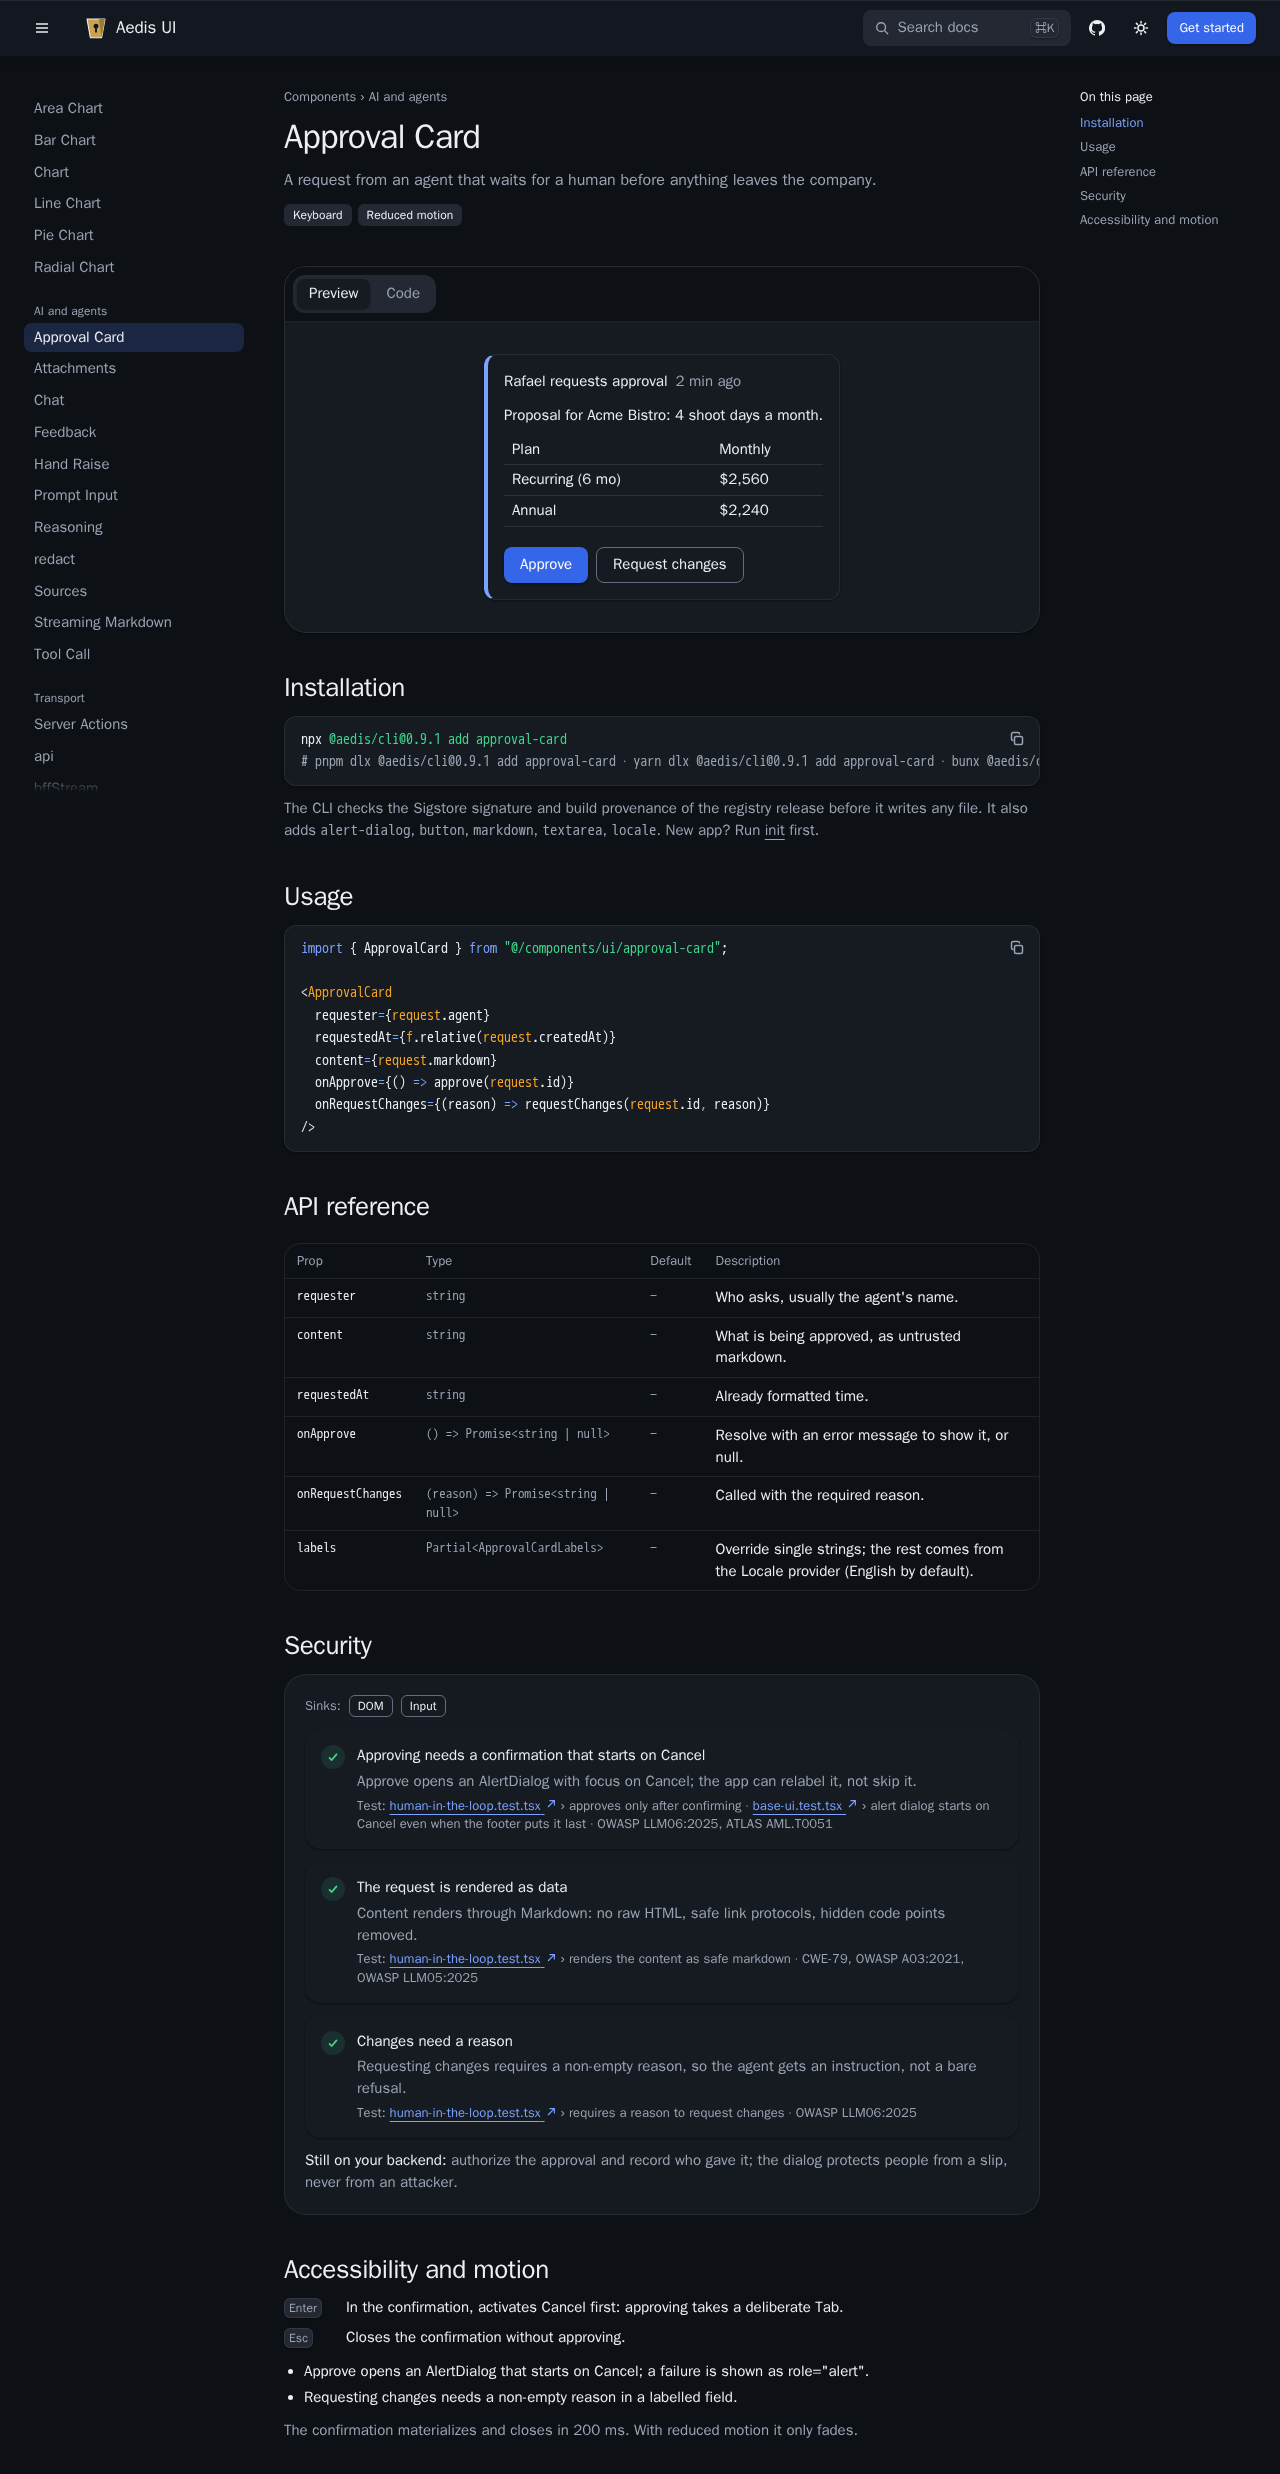 Aedis UI
Search docs
⌘K
Get started
Area Chart
Bar Chart
Chart
Line Chart
Pie Chart
Radial Chart
AI and agents
Approval Card
Attachments
Chat
Feedback
Hand Raise
Prompt Input
Reasoning
redact
Sources
Streaming Markdown
Tool Call
Transport
Server Actions
api
bffStream
Components › AI and agents
Approval Card
A request from an agent that waits for a human before anything leaves the company.
Keyboard
Reduced motion
On this page
Installation
Usage
API reference
Security
Accessibility and motion
Preview
Code
Rafael requests approval 2 min ago
Proposal for Acme Bistro: 4 shoot days a month.
Plan Monthly
Recurring (6 mo) $2,560
Annual $2,240
Approve
Request changes
Installation
npx @aedis/cli@0.9.1 add approval-card
# pnpm dlx @aedis/cli@0.9.1 add approval-card · yarn dlx @aedis/cli@0.9.1 add approval-card · bunx @aedis/c
The CLI checks the Sigstore signature and build provenance of the registry release before it writes any file. It also
adds alert-dialog, button, markdown, textarea, locale. New app? Run init first.
Usage
import { ApprovalCard } from "@/components/ui/approval-card";
<ApprovalCard
requester={request.agent}
requestedAt={f.relative(request.createdAt)}
content={request.markdown}
onApprove={() => approve(request.id)}
onRequestChanges={(reason) => requestChanges(request.id, reason)}
/>
API reference
Prop Type Default Description
requester string — Who asks, usually the agent's name.
content string — What is being approved, as untrusted
markdown.
requestedAt string — Already formatted time.
onApprove () => Promise<string | null> — Resolve with an error message to show it, or
null.
onRequestChanges (reason) => Promise<string | — Called with the required reason.
null>
labels Partial<ApprovalCardLabels> — Override single strings; the rest comes from
the Locale provider (English by default).
Security
Sinks: DOM Input
Approving needs a confirmation that starts on Cancel
Approve opens an AlertDialog with focus on Cancel; the app can relabel it, not skip it.
Test: human-in-the-loop.test.tsx ↗ › approves only after confirming · base-ui.test.tsx ↗ › alert dialog starts on
Cancel even when the footer puts it last · OWASP LLM06:2025, ATLAS AML.T0051
The request is rendered as data
Content renders through Markdown: no raw HTML, safe link protocols, hidden code points
removed.
Test: human-in-the-loop.test.tsx ↗ › renders the content as safe markdown · CWE-79, OWASP A03:2021,
OWASP LLM05:2025
Changes need a reason
Requesting changes requires a non-empty reason, so the agent gets an instruction, not a bare
refusal.
Test: human-in-the-loop.test.tsx ↗ › requires a reason to request changes · OWASP LLM06:2025
Still on your backend: authorize the approval and record who gave it; the dialog protects people from a slip,
never from an attacker.
Accessibility and motion
Enter In the confirmation, activates Cancel first: approving takes a deliberate Tab.
Esc Closes the confirmation without approving.
• Approve opens an AlertDialog that starts on Cancel; a failure is shown as role="alert".
• Requesting changes needs a non-empty reason in a labelled field.
The confirmation materializes and closes in 200 ms. With reduced motion it only fades.